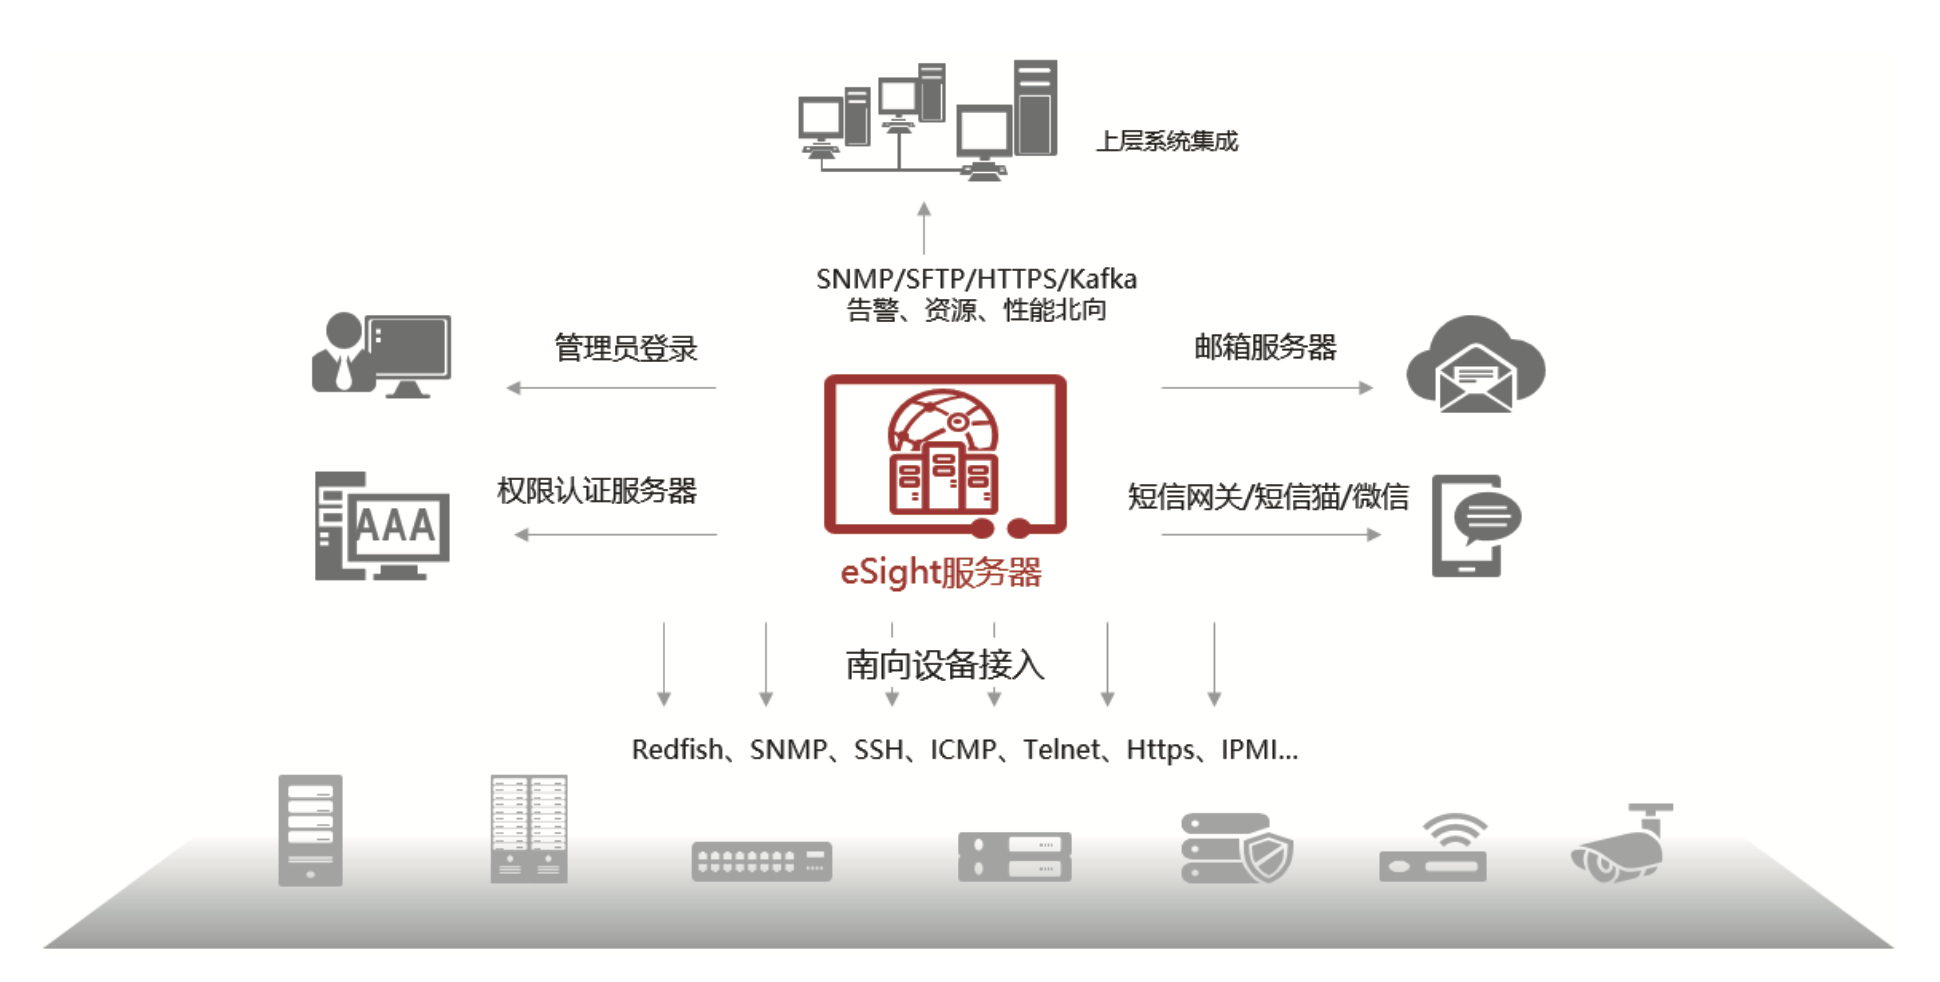 上层系统集成
SNMP/SFTP/HTTPS/Kafka
告警、资源、性能北向
管理员登录
邮箱服务器
权限认证服务器
AAA
短信网关/短信猫/微信
eSight服务器
南向设备接入
Redfish、SNMP、SSH、ICMP、Telnet、Https、IPMI...